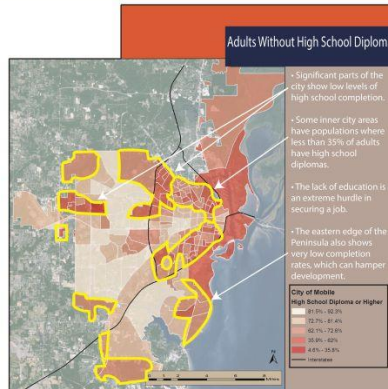 Adults Without High School Diplom
• Significant parts of the
city show low levels of
high school completion.
• Some inner city areas
have populations where
less than 35% of adults
have high school
diplomas.
• The lack of education is
an extreme hurdle in
securing a job.
• The eastern edge of the
Peninsula also shows
very low completion
rates, which can hamper
development.
City of Mobile
High School Diploma or Higher
81.5% - 92.3%
72.7% - 81.4%
62.1% - 72.6%
35.9% - 62%
4.6% - 35.8%
Interstates